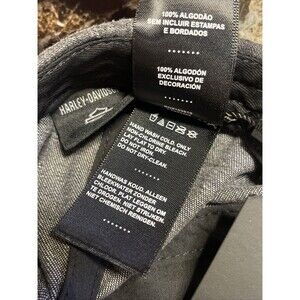 100% ALGODÃO
SEM INCLUIR ESTAMPAS
E BORDADOS
100% ALGODÓN
EXCLUSIVO DE
DECORACIÓN
HARLEY-DAVIDS
HAND WASH COLD. ONLY
NON-CHLORINE BLEACH.
LAY FLAT TO DRY.
DO NOT IRON.
DO NOT DRY-CLEAN.
HANDWAS KOUD. ALLEEN
BLEEKWATER ZONDER
CHLOOR. PLAT LEGGEN OM
TE DROGEN. NIET STRIJKEN.
NIET CHEMISCH REINIGEN.